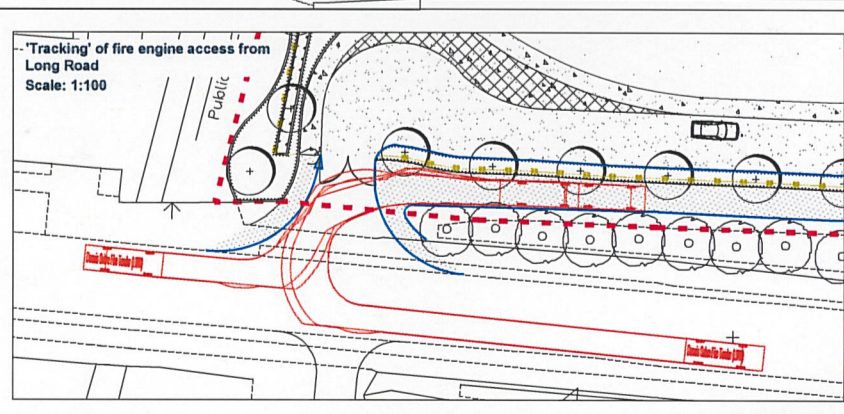 'Tracking' of fire engine access from
Long Road
Scale: 1:100
Public